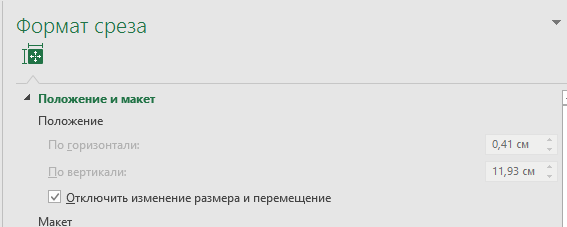 Формат среза
Положение и макет
Положение
По горизонтали: 0,41 см
По вертикали: 11,93 см
Отключить изменение размера и перемещение
Макет